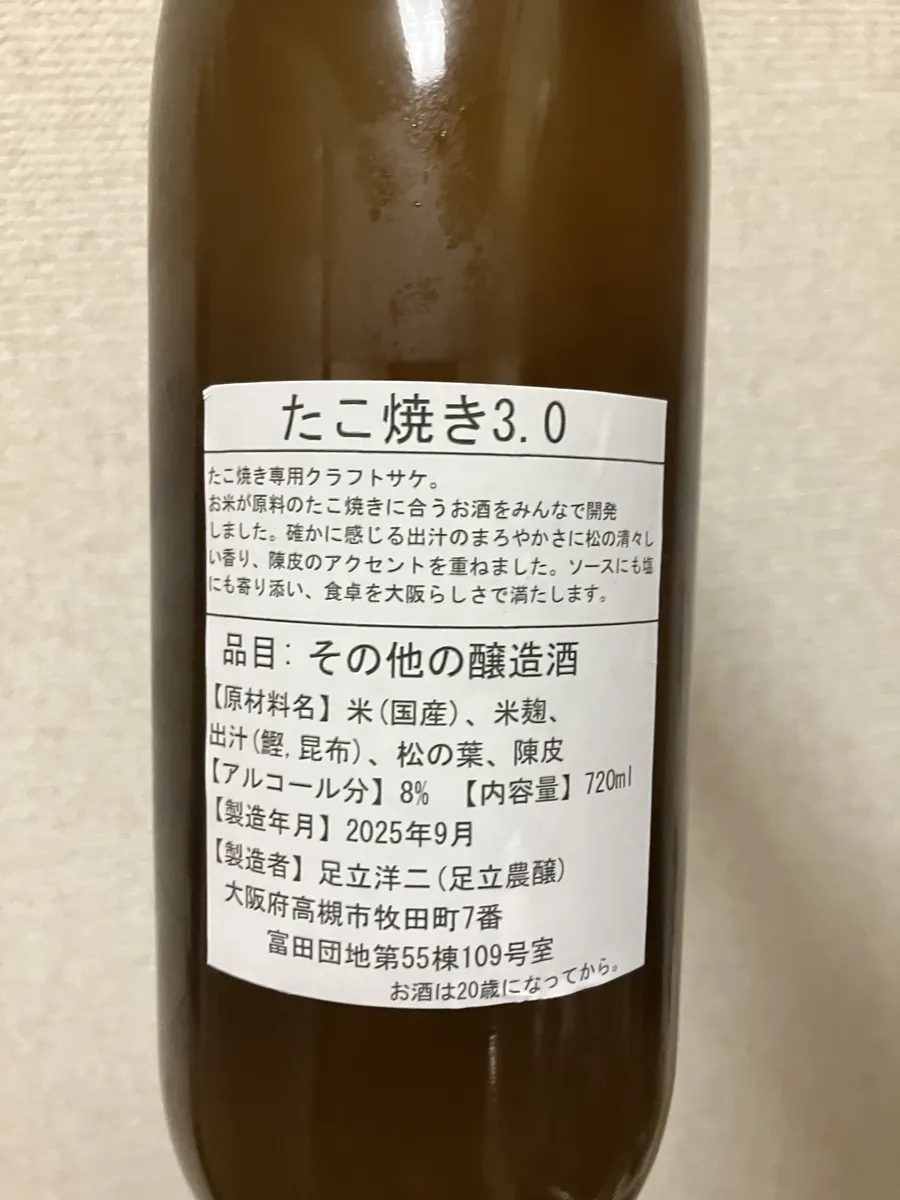 たこ焼き3.0
たこ焼き専用クラフトサケ。
お米が原料のたこ焼きに合うお酒をみんなで開発
しました。確かに感じる出汁のまろやかさに松の清々し
い香り、陳皮のアクセントを重ねました。ソースにも塩
にも寄り添い、食卓を大阪らしさで満たします。
品目: その他の醸造酒
【原材料名】米(国産)、米麹、
出汁(鰹,昆布)、松の葉、陳皮
【アルコール分】8% 【内容量】720ml
【製造年月】2025年9月
【製造者】足立洋二(足立農醸)
大阪府高槻市牧田町7番
富田団地第55棟109号室
お酒は20歳になってから。